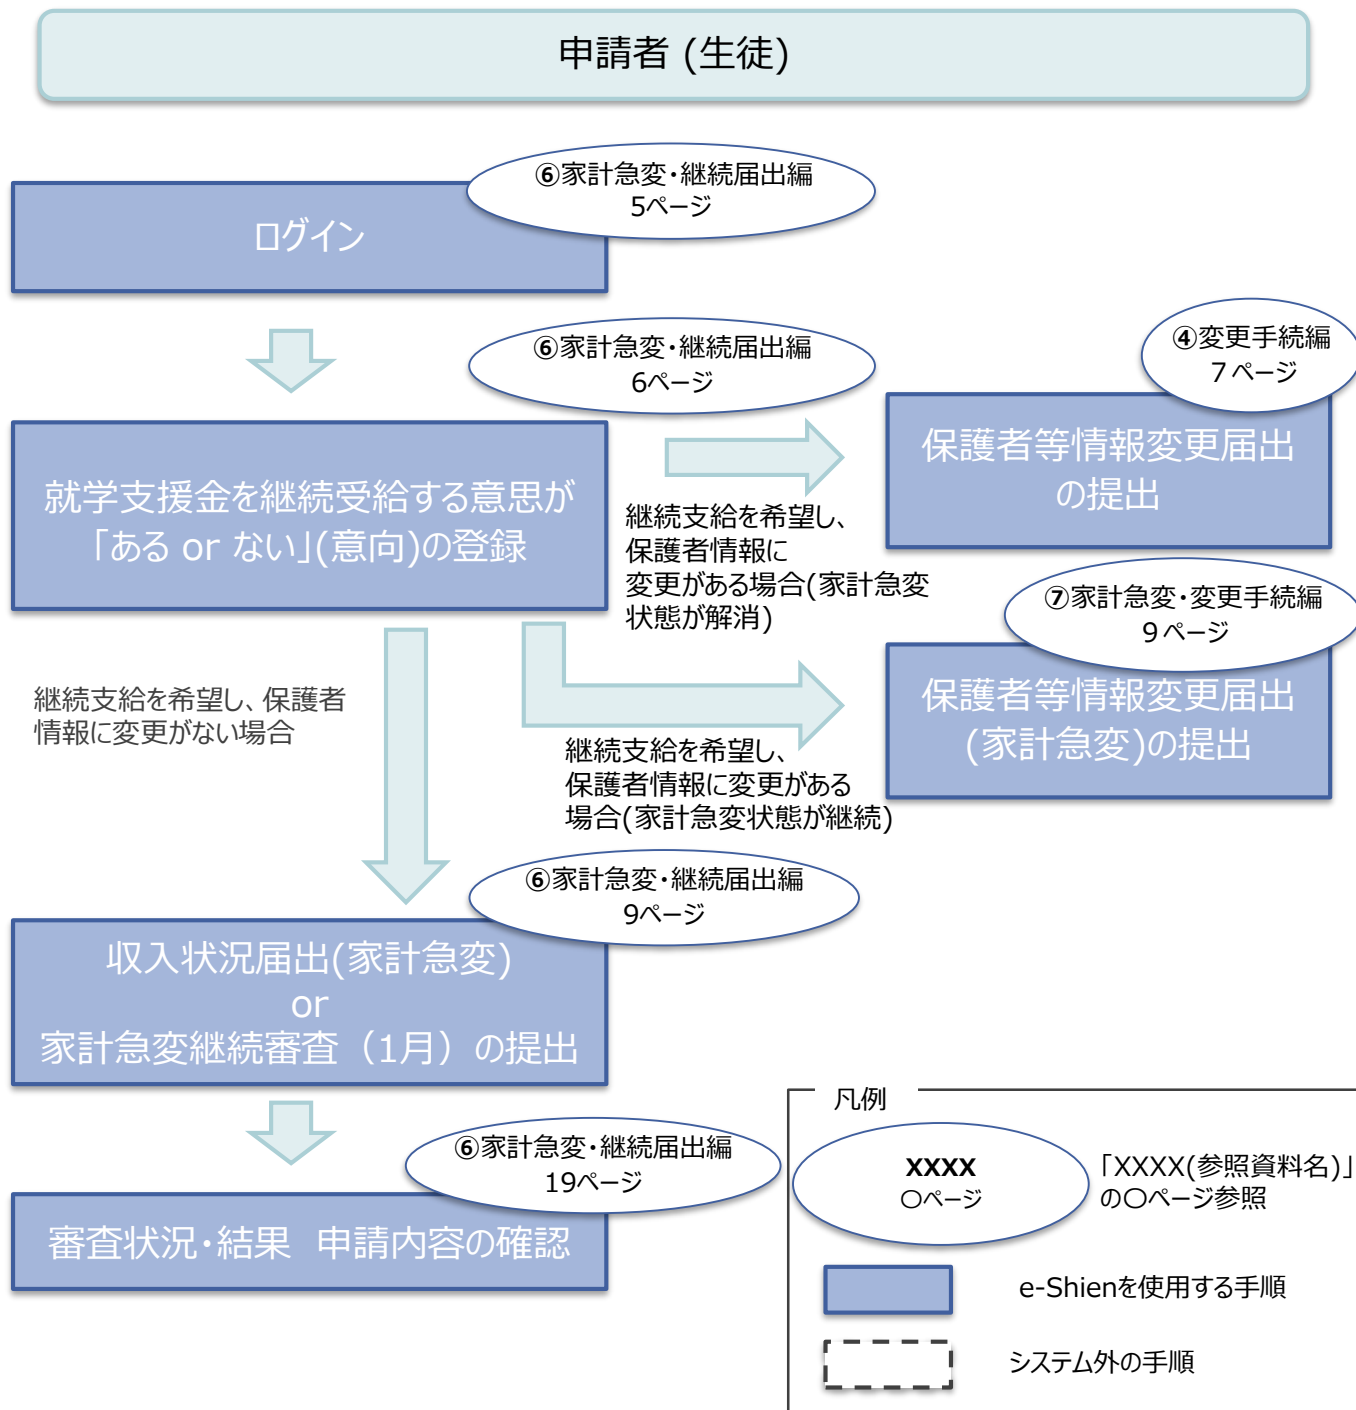 申請者 (生徒)
⑥家計急変・継続届出編
5ページ
ログイン
⑥家計急変・継続届出編
6ページ
④変更手続編
7ページ
就学支援金を継続受給する意思が
「ある or ない」(意向)の登録
保護者等情報変更届出
の提出
継続支給を希望し、
保護者情報に
変更がある場合(家計急変
状態が解消)
⑦家計急変・変更手続編
9ページ
保護者等情報変更届出
(家計急変)の提出
継続支給を希望し、保護者
情報に変更がない場合
継続支給を希望し、
保護者情報に変更がある
場合(家計急変状態が継続)
⑥家計急変・継続届出編
9ページ
収入状況届出(家計急変)
or
家計急変継続審査（1月）の提出
⑥家計急変・継続届出編
19ページ
審査状況・結果　申請内容の確認
凡例
XXXX
〇ページ
「XXXX(参照資料名)」
の〇ページ参照
e-Shienを使用する手順
システム外の手順